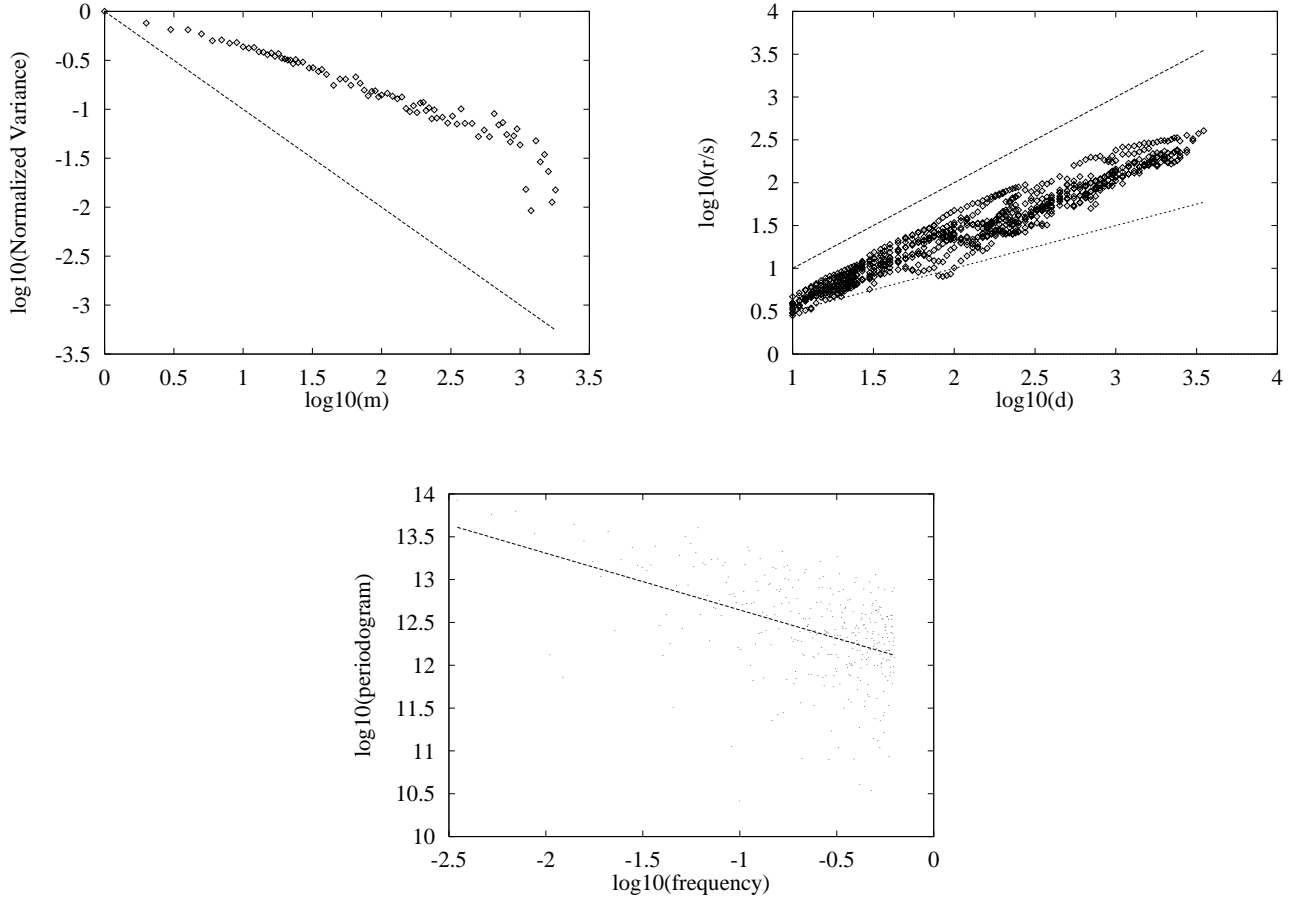 0
-0.5
-1
-1.5
-2
-2.5
-3
-3.5
log10(Normalized Variance)
0 0.5 1 1.5 2 2.5 3 3.5
log10(m)
4
3.5
3
2.5
2
1.5
1
0.5
0
log10(r/s)
1 1.5 2 2.5 3 3.5 4
log10(d)
14
13.5
13
12.5
12
11.5
11
10.5
10
log10(periodogram)
-2.5 -2 -1.5 -1 -0.5 0
log10(frequency)